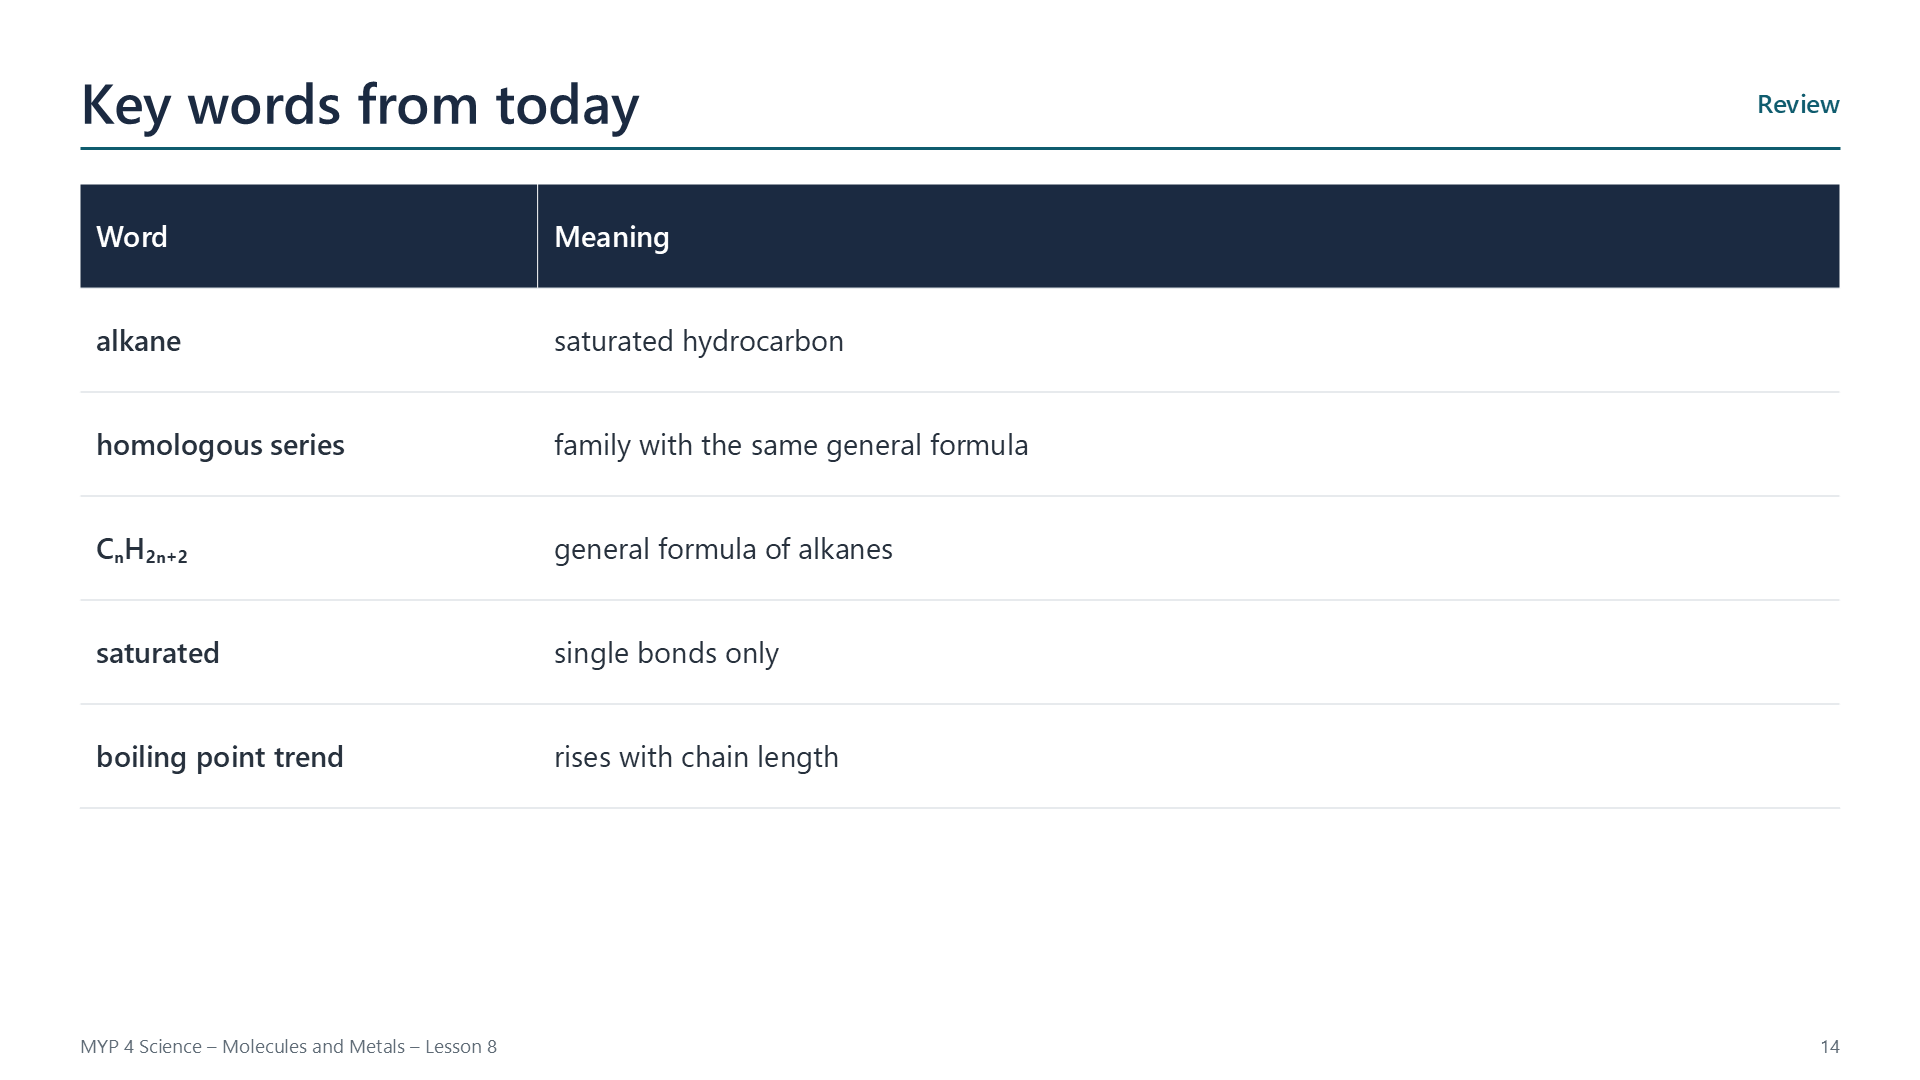 Key words from today
Review
Word Meaning
alkane saturated hydrocarbon
homologous series family with the same general formula
CₙH₂ₙ₊₂ general formula of alkanes
saturated single bonds only
boiling point trend rises with chain length
MYP 4 Science – Molecules and Metals – Lesson 8
14